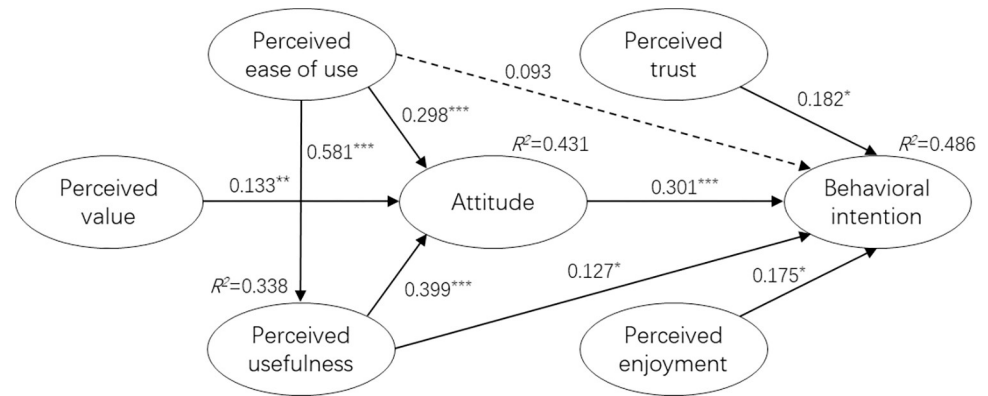 Perceived
ease of use
Perceived
trust
0.093
0.182*
0.298***
R²=0.431
R²=0.486
0.581***
Perceived
value
0.133**
Attitude
0.301***
Behavioral
intention
R²=0.338
0.399***
0.127*
0.175*
Perceived
usefulness
Perceived
enjoyment